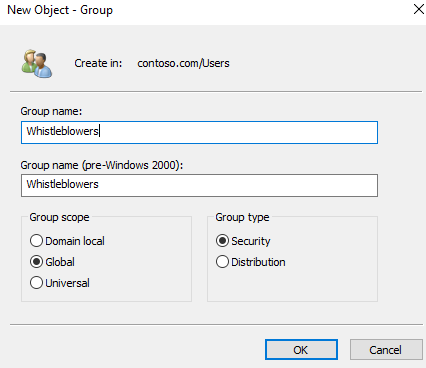 New Object - Group
Create in: contoso.com/Users
Group name:
Whistleblowers
Group name (pre-Windows 2000):
Whistleblowers
Group scope
Domain local
Global
Universal
Group type
Security
Distribution
OK Cancel